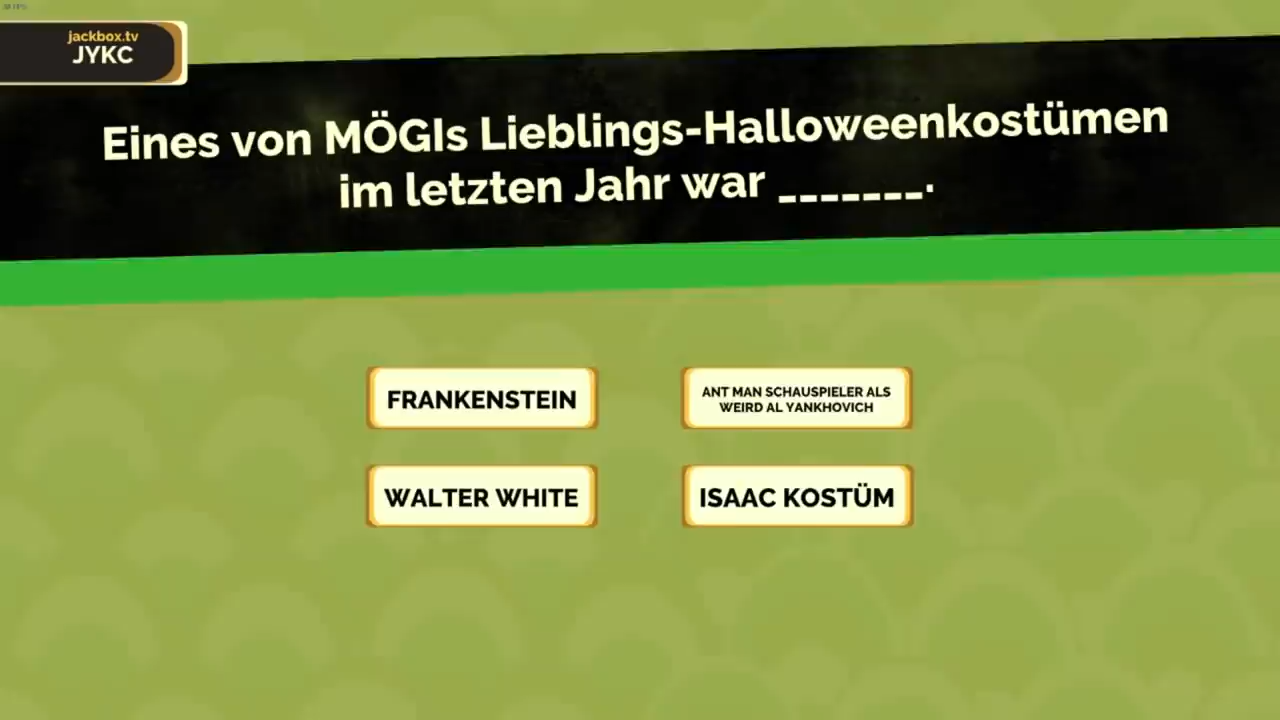 jackbox.tv
JYKC
Eines von MÖGIs Lieblings-Halloweenkostümen
im letzten Jahr war _______.
FRANKENSTEIN
ANT MAN SCHAUSPIELER ALS
WEIRD AL YANKHOVICH
WALTER WHITE
ISAAC KOSTÜM